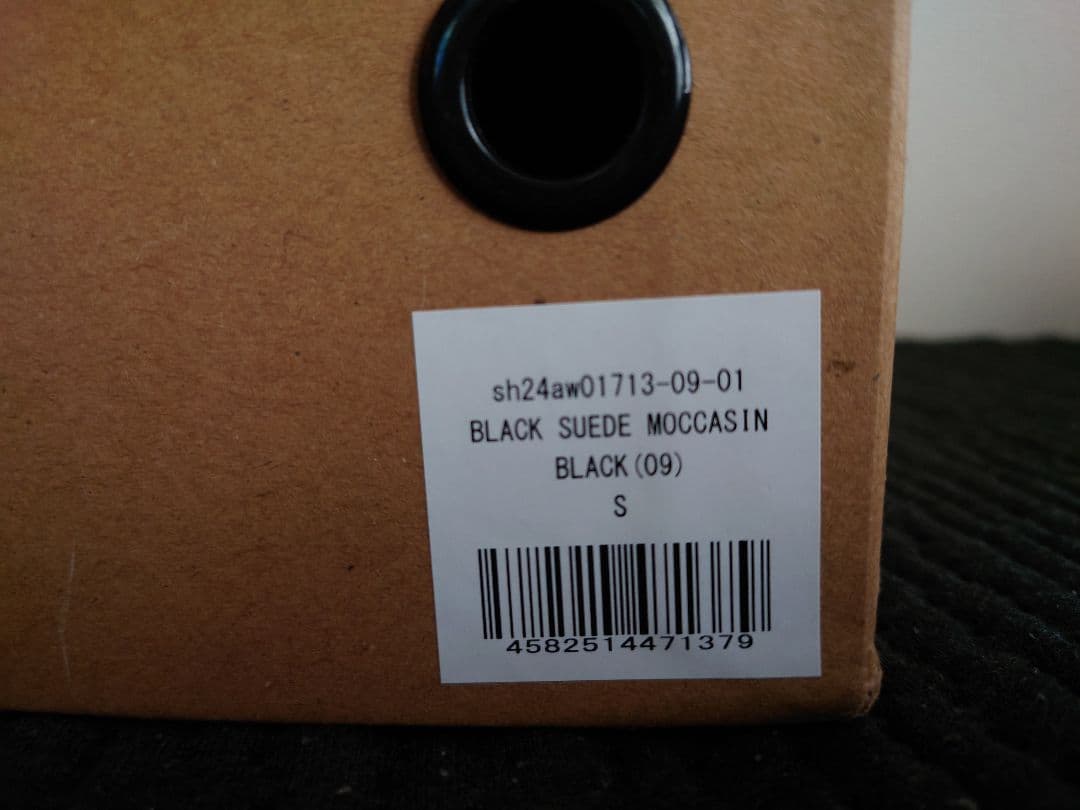 sh24aw01713-09-01
BLACK SUEDE MOCCASIN
BLACK(09)
S
4582514471379